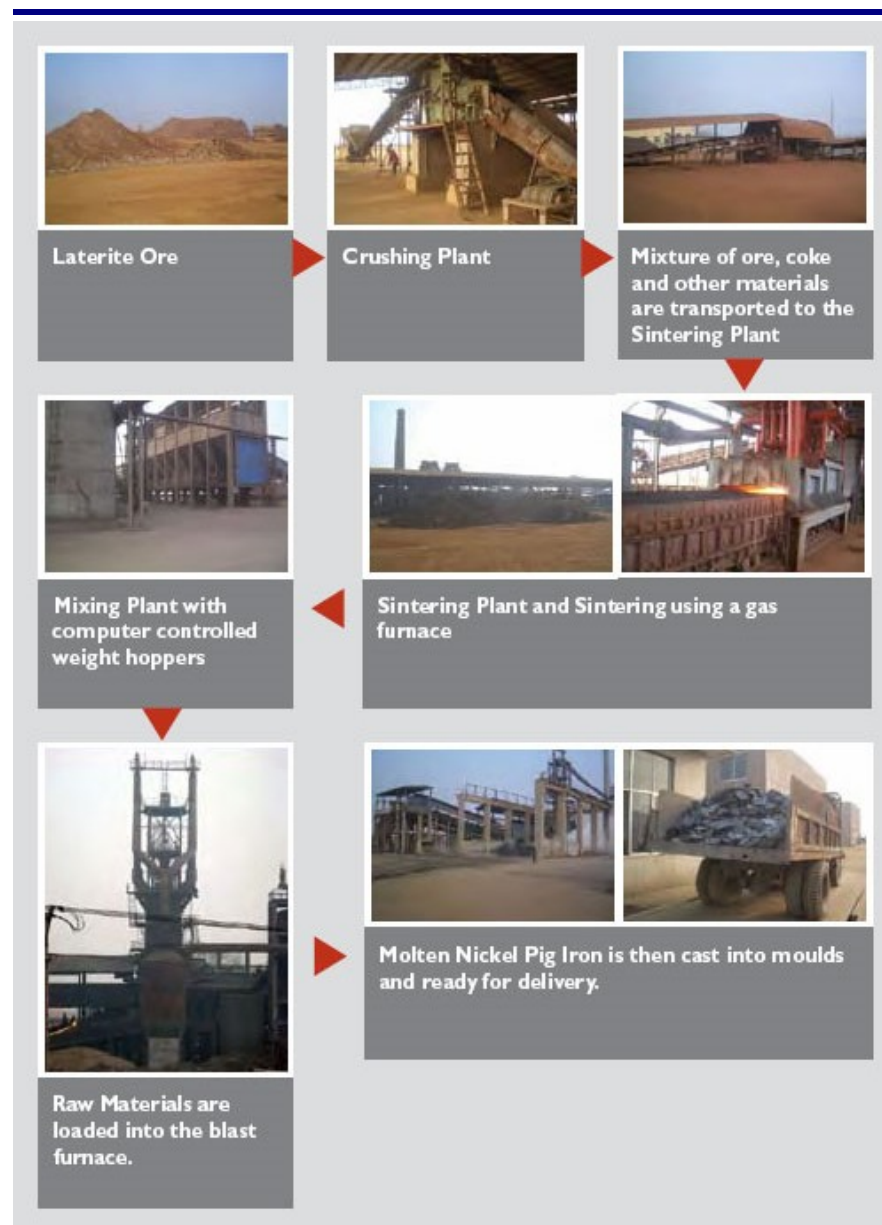 Laterite Ore
Crushing Plant
Mixture of ore, coke
and other materials
are transported to the
Sintering Plant
Sintering Plant and Sintering using a gas
furnace
Mixing Plant with
computer controlled
weight hoppers
Raw Materials are
loaded into the blast
furnace.
Molten Nickel Pig Iron is then cast into moulds
and ready for delivery.